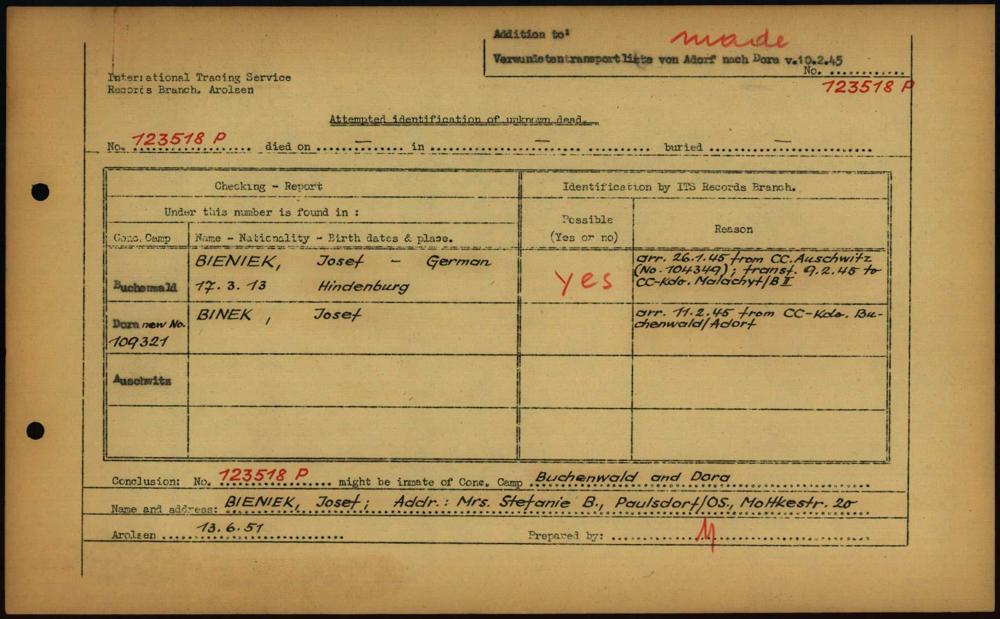 Addition to: made
Verwundetentransportliste von Adorf nach Dora v.10.2.45
No. ............
123518 P
International Tracing Service
Records Branch, Arolsen
Attempted identification of unknown dead.
No. 123518 P died on ..... — ..... in ..... — ..... buried ..... — .....
Checking - Report
Identification by ITS Records Branch.
Under this number is found in :
Possible
(Yes or no)
Reason
Conc. Camp
Name - Nationality - Birth dates & place.
Buchenwald
BIENIEK, Josef - German
17. 3. 13 Hindenburg
yes
arr. 26.1.45 from CC. Auschwitz
(No. 104349); transf. 9.2.45 to
CC-Kdo. Malachyt/B II
Dora new No.
109321
BINEK, Josef
arr. 11.2.45 from CC-Kdo. Bu-
chenwald/Adorf
Auschwitz
Conclusion: No. 123518 P might be inmate of Conc. Camp Buchenwald and Dora
Name and address: BIENIEK, Josef; Addr.: Mrs. Stefanie B., Paulsdorf/OS., Moltkestr. 20
Arolsen 13.6.51 Prepared by: